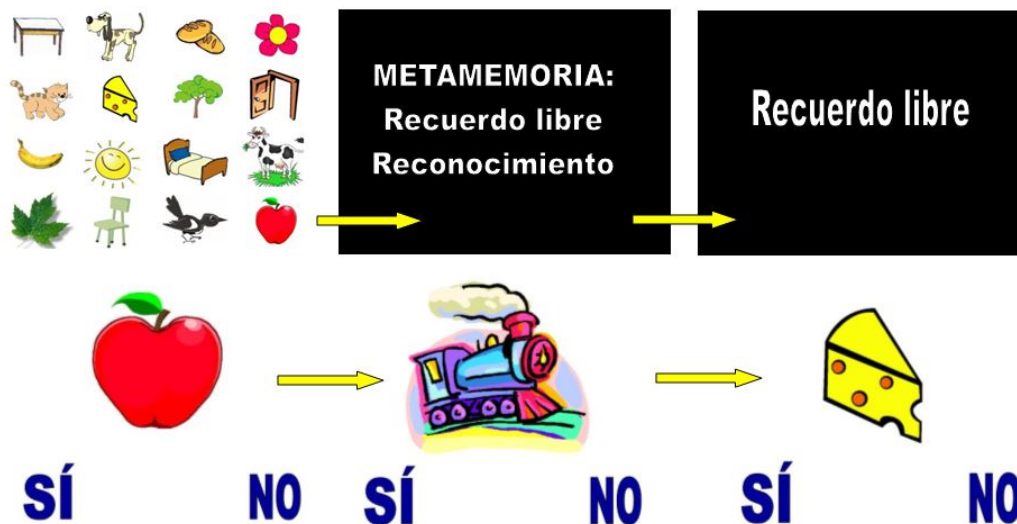 METAMEMORIA:
Recuerdo libre
Reconocimiento
Recuerdo libre
SÍ NO SÍ NO SÍ NO